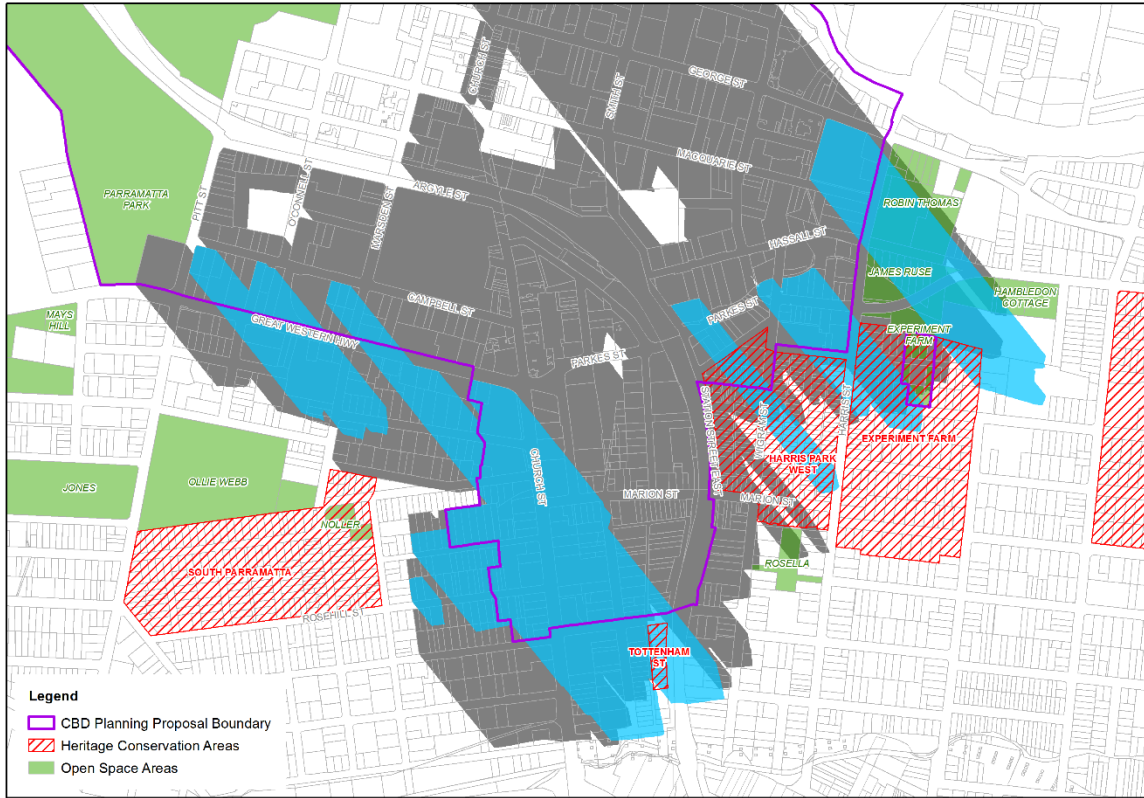 CHURCH ST
SMITH ST
GEORGE ST
MACQUARIE ST
PARRAMATTA
PARK
PITT ST
O'CONNELL ST
MARSDEN ST
ARGYLE ST
HASSALL ST
ROBIN THOMAS
JAMES RUSE
HAMBLEDON
COTTAGE
MAYS
HILL
GREAT WESTERN HWY
CAMPBELL ST
PARKES ST
PARKES ST
EXPERIMENT
FARM
STATION STREET EAST
WIGRAM ST
HARRIS ST
EXPERIMENT FARM
HARRIS PARK
WEST
JONES
OLLIE WEBB
NOLLER
CHURCH ST
MARION ST
MARION ST
ROSELLA
SOUTH PARRAMATTA
ROSEHILL ST
TOTTENHAM
ST
Legend
CBD Planning Proposal Boundary
Heritage Conservation Areas
Open Space Areas